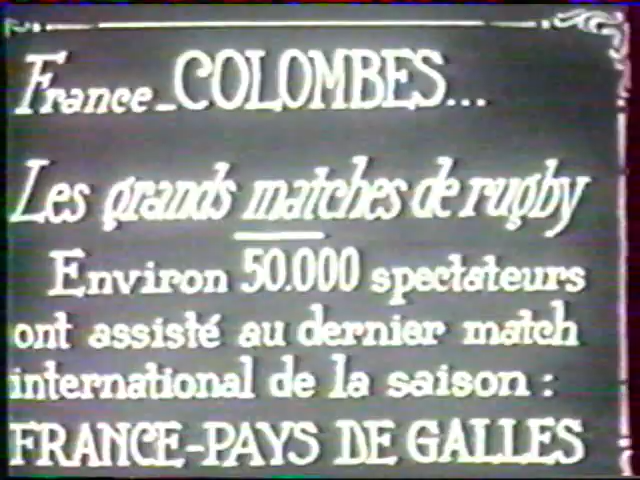 France_COLOMBES...
Les grands matches de rugby
Environ 50.000 spectateurs
ont assisté au dernier match
international de la saison :
FRANCE-PAYS DE GALLES